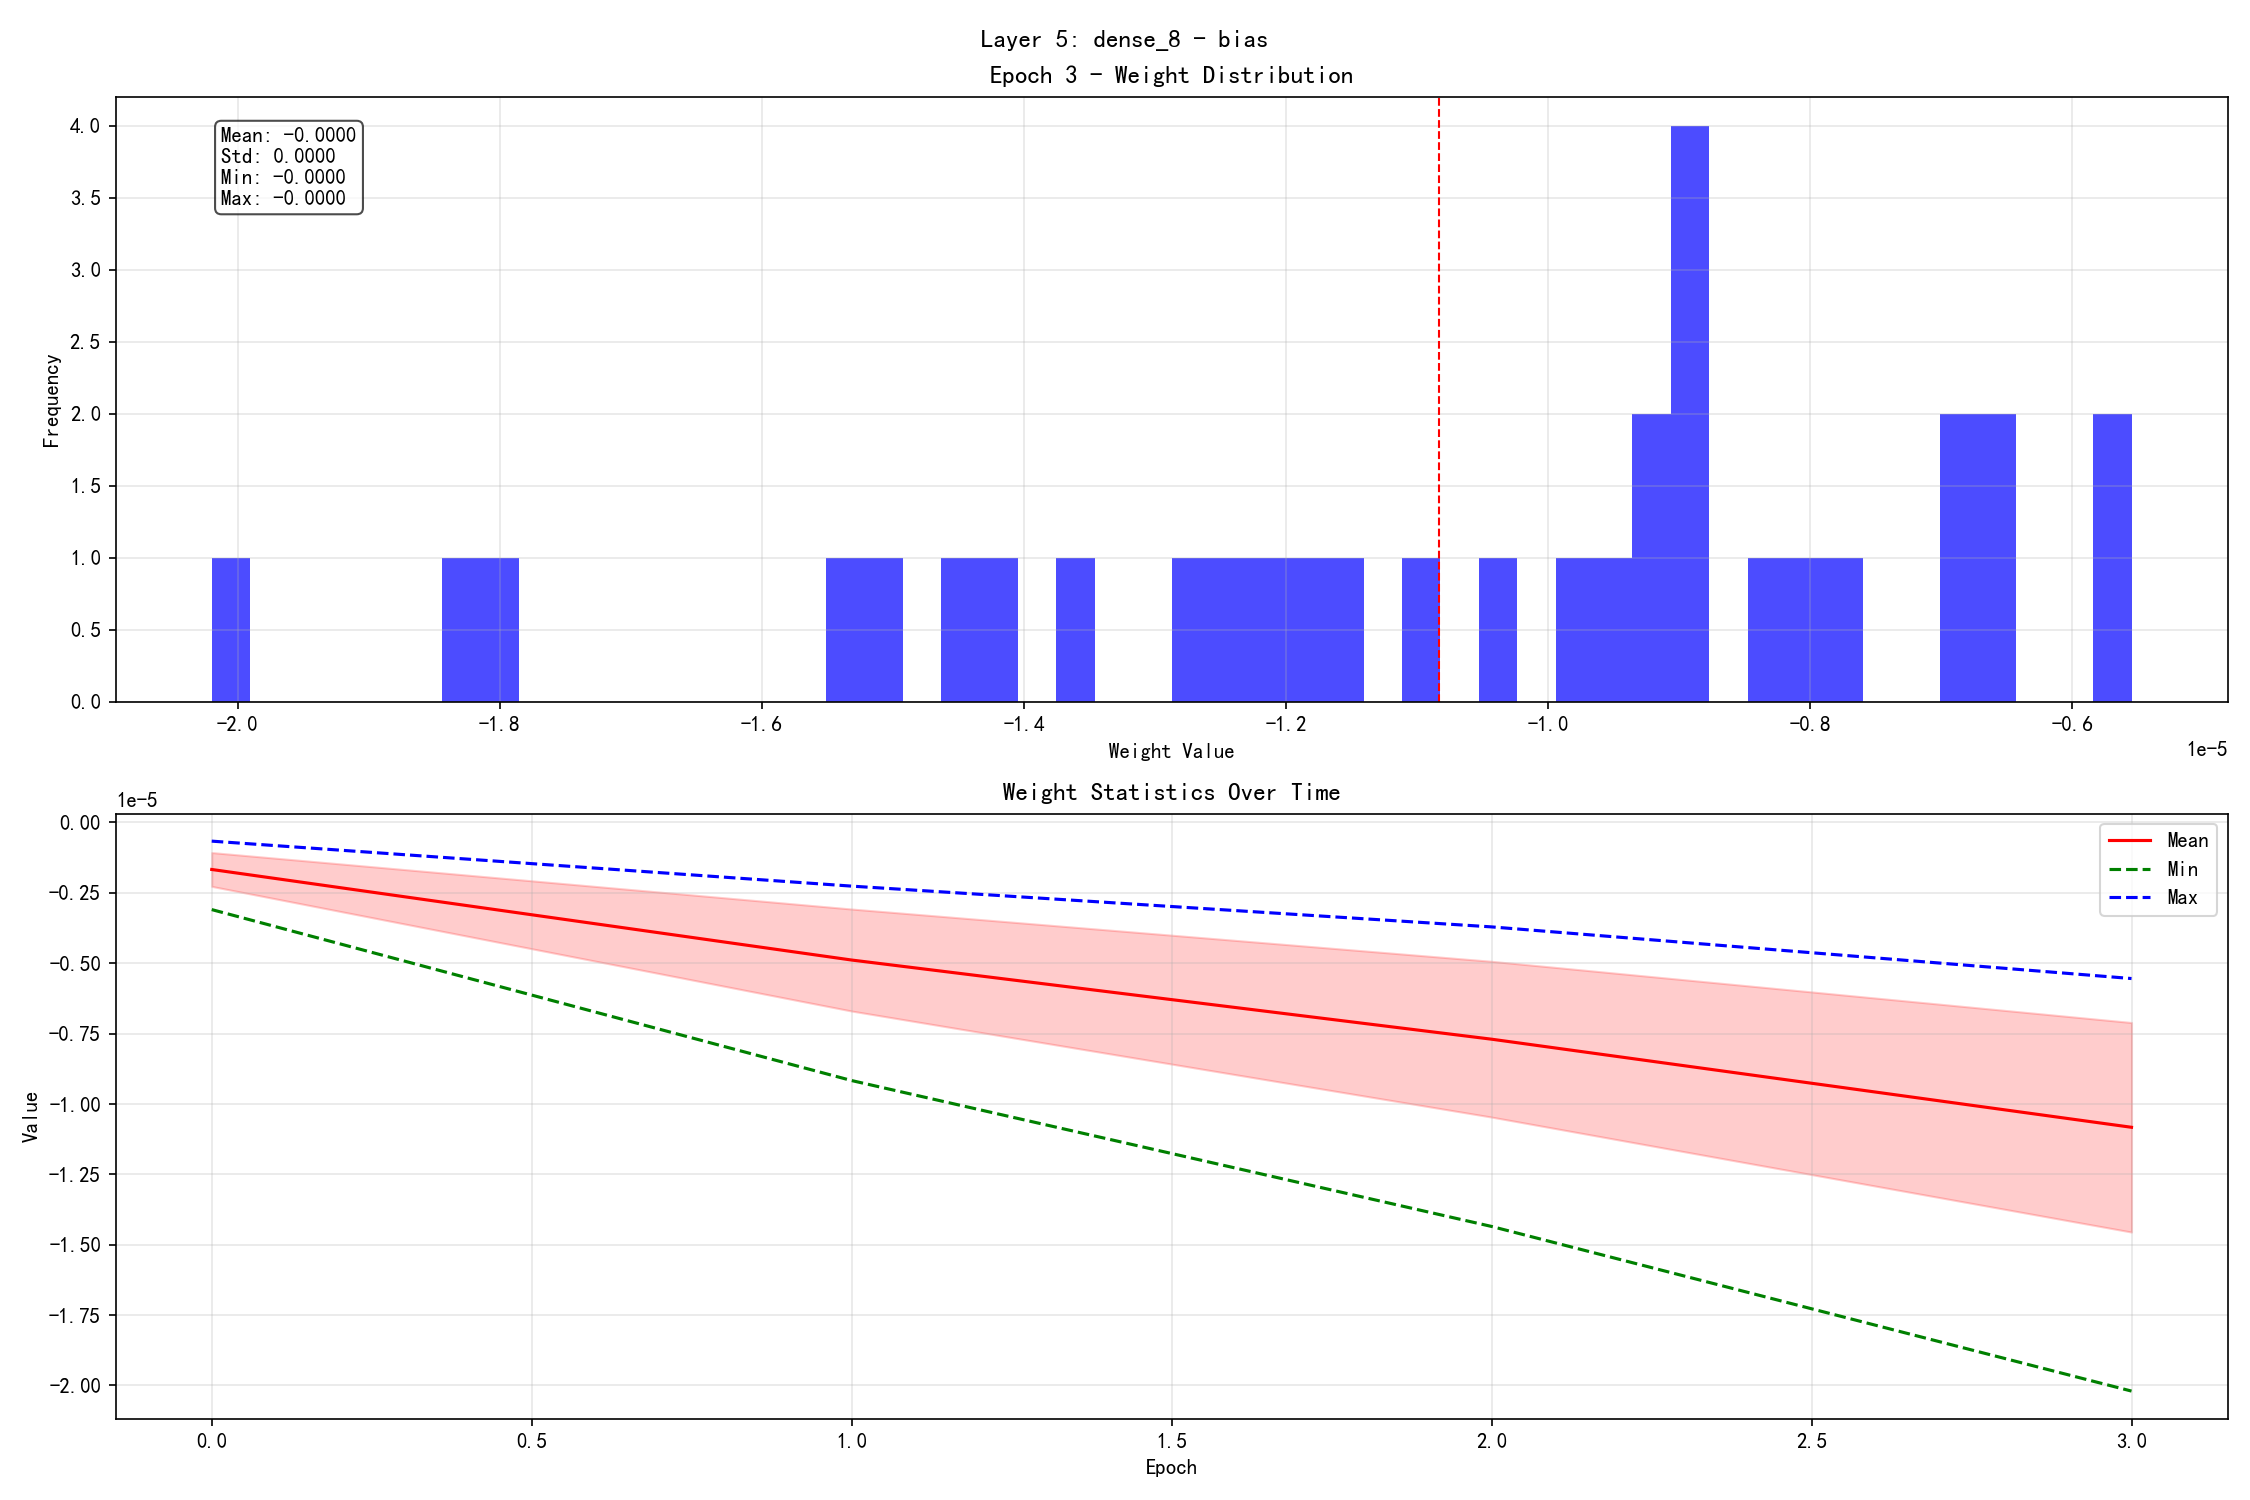 Layer 5: dense_8 - bias
Epoch 3 - Weight Distribution
Mean: -0.0000
Std: 0.0000
Min: -0.0000
Max: -0.0000
4.0
3.5
3.0
2.5
2.0
1.5
1.0
0.5
0.0
Frequency
-2.0 -1.8 -1.6 -1.4 -1.2 -1.0 -0.8 -0.6
1e-5
Weight Value
Weight Statistics Over Time
1e-5
0.00
-0.25
-0.50
-0.75
-1.00
-1.25
-1.50
-1.75
-2.00
Value
Mean
Min
Max
0.0 0.5 1.0 1.5 2.0 2.5 3.0
Epoch